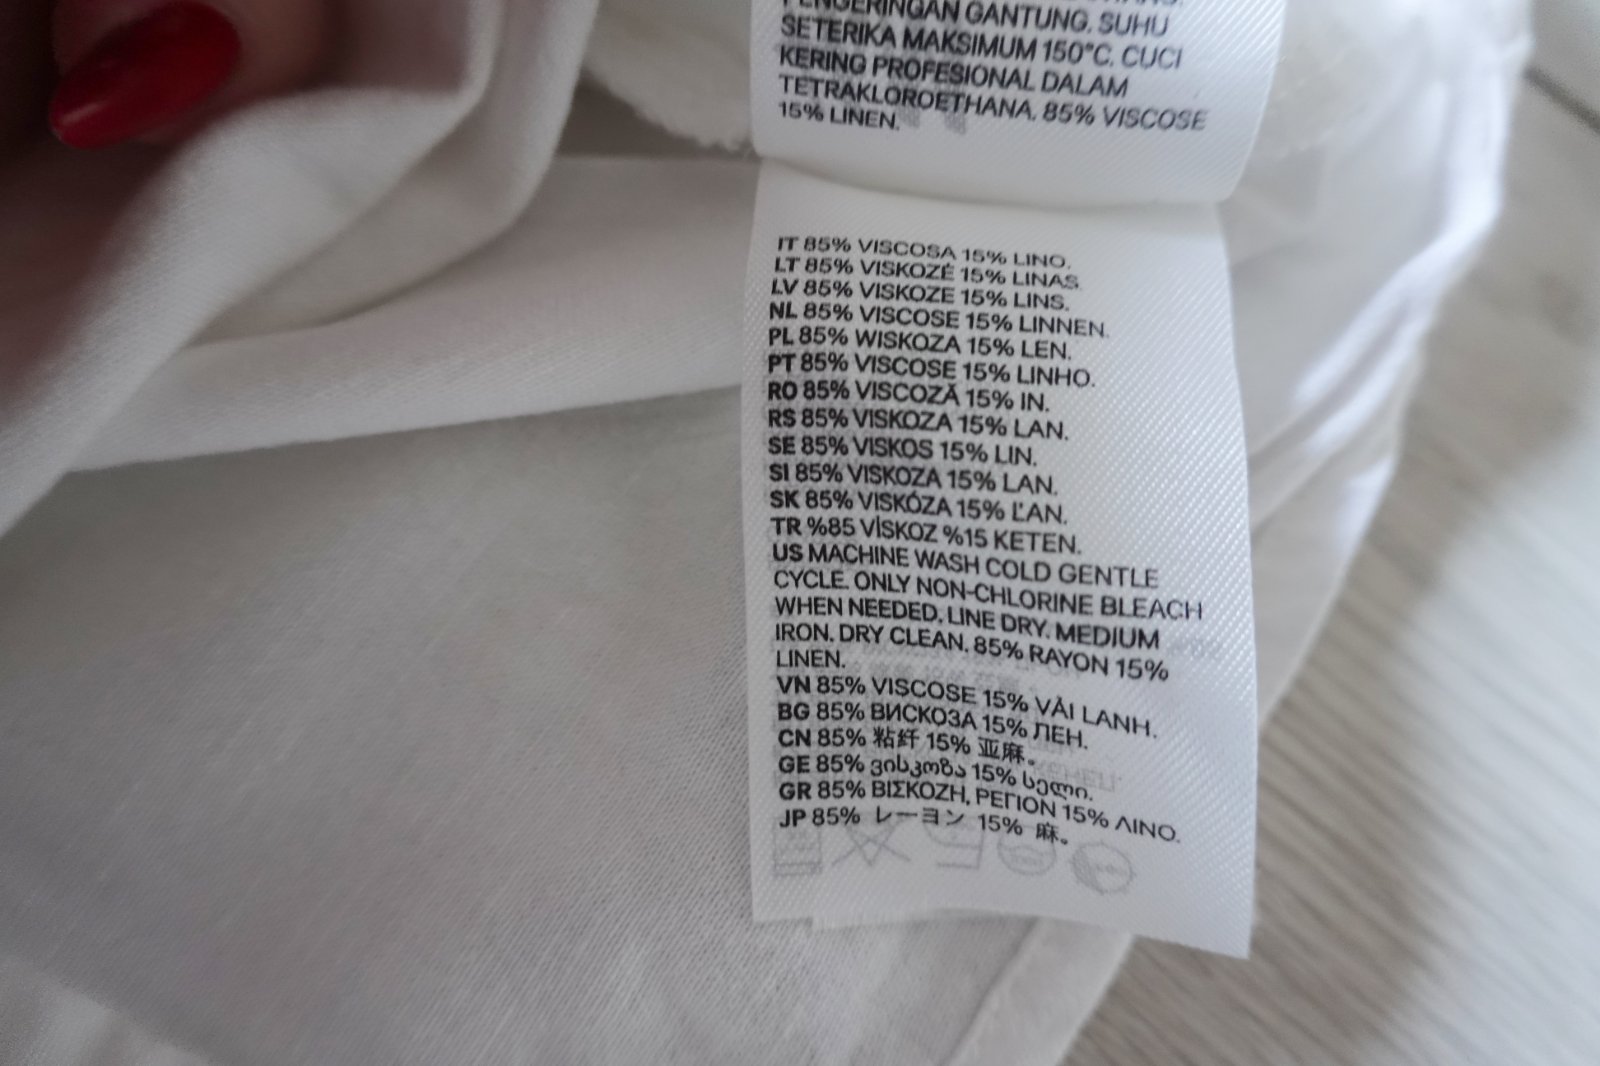 PENGERINGAN GANTUNG. SUHU
SETERIKA MAKSIMUM 150°C. CUCI
KERING PROFESIONAL DALAM
TETRAKLOROETHANA. 85% VISCOSE
15% LINEN.
IT 85% VISCOSA 15% LINO.
LT 85% VISKOZĖ 15% LINAS.
LV 85% VISKOZE 15% LINS.
NL 85% VISCOSE 15% LINNEN.
PL 85% WISKOZA 15% LEN.
PT 85% VISCOSE 15% LINHO.
RO 85% VISCOZĂ 15% IN.
RS 85% VISKOZA 15% LAN.
SE 85% VISKOS 15% LIN.
SI 85% VISKOZA 15% LAN.
SK 85% VISKÓZA 15% ĽAN.
TR %85 VİSKOZ %15 KETEN.
US MACHINE WASH COLD GENTLE
CYCLE. ONLY NON-CHLORINE BLEACH
WHEN NEEDED. LINE DRY. MEDIUM
IRON. DRY CLEAN. 85% RAYON 15%
LINEN.
VN 85% VISCOSE 15% VẢI LANH.
BG 85% ВИСКОЗА 15% ЛЕН.
CN 85% 粘纤 15% 亚麻。
GE 85% ვისკოზა 15% სელი.
GR 85% ΒΙΣΚΟΖΗ, ΡΕΓΙΟΝ 15% ΛΙΝΟ.
JP 85% レーヨン 15% 麻。